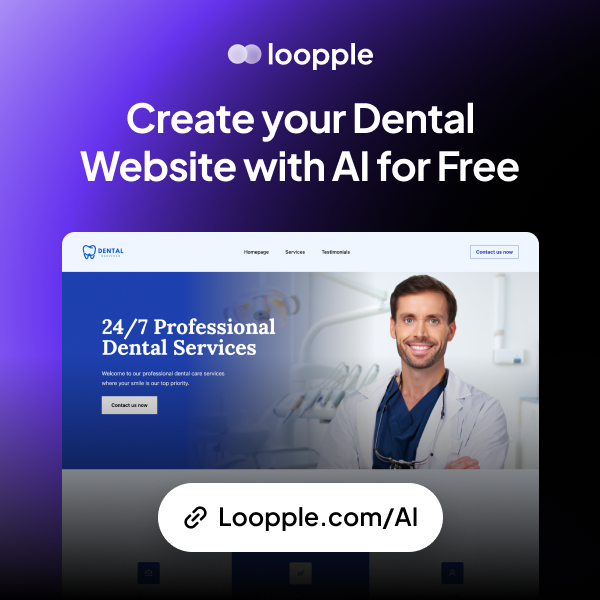 loopple
Create your Dental
Website with AI for Free
DENTAL
SERVICES
Homepage Services Testimonials
Contact us now
24/7 Professional
Dental Services
Welcome to our professional dental care services
where your smile is our top priority.
Contact us now
Loopple.com/AI